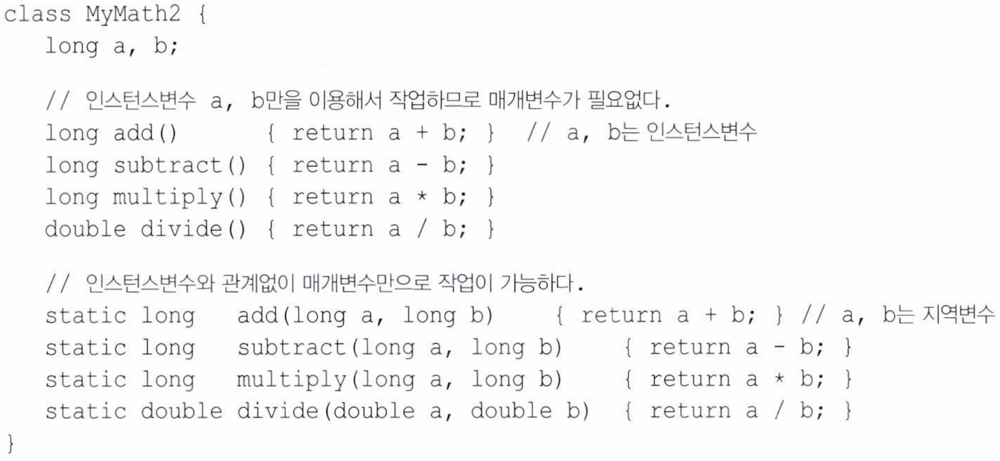 class MyMath2 {
long a, b;
// 인스턴스변수 a, b만을 이용해서 작업하므로 매개변수가 필요없다.
long add() { return a + b; } // a, b는 인스턴스변수
long subtract() { return a - b; }
long multiply() { return a * b; }
double divide() { return a / b; }
// 인스턴스변수와 관계없이 매개변수만으로 작업이 가능하다.
static long add(long a, long b) { return a + b; } // a, b는 지역변수
static long subtract(long a, long b) { return a - b; }
static long multiply(long a, long b) { return a * b; }
static double divide(double a, double b) { return a / b; }
}